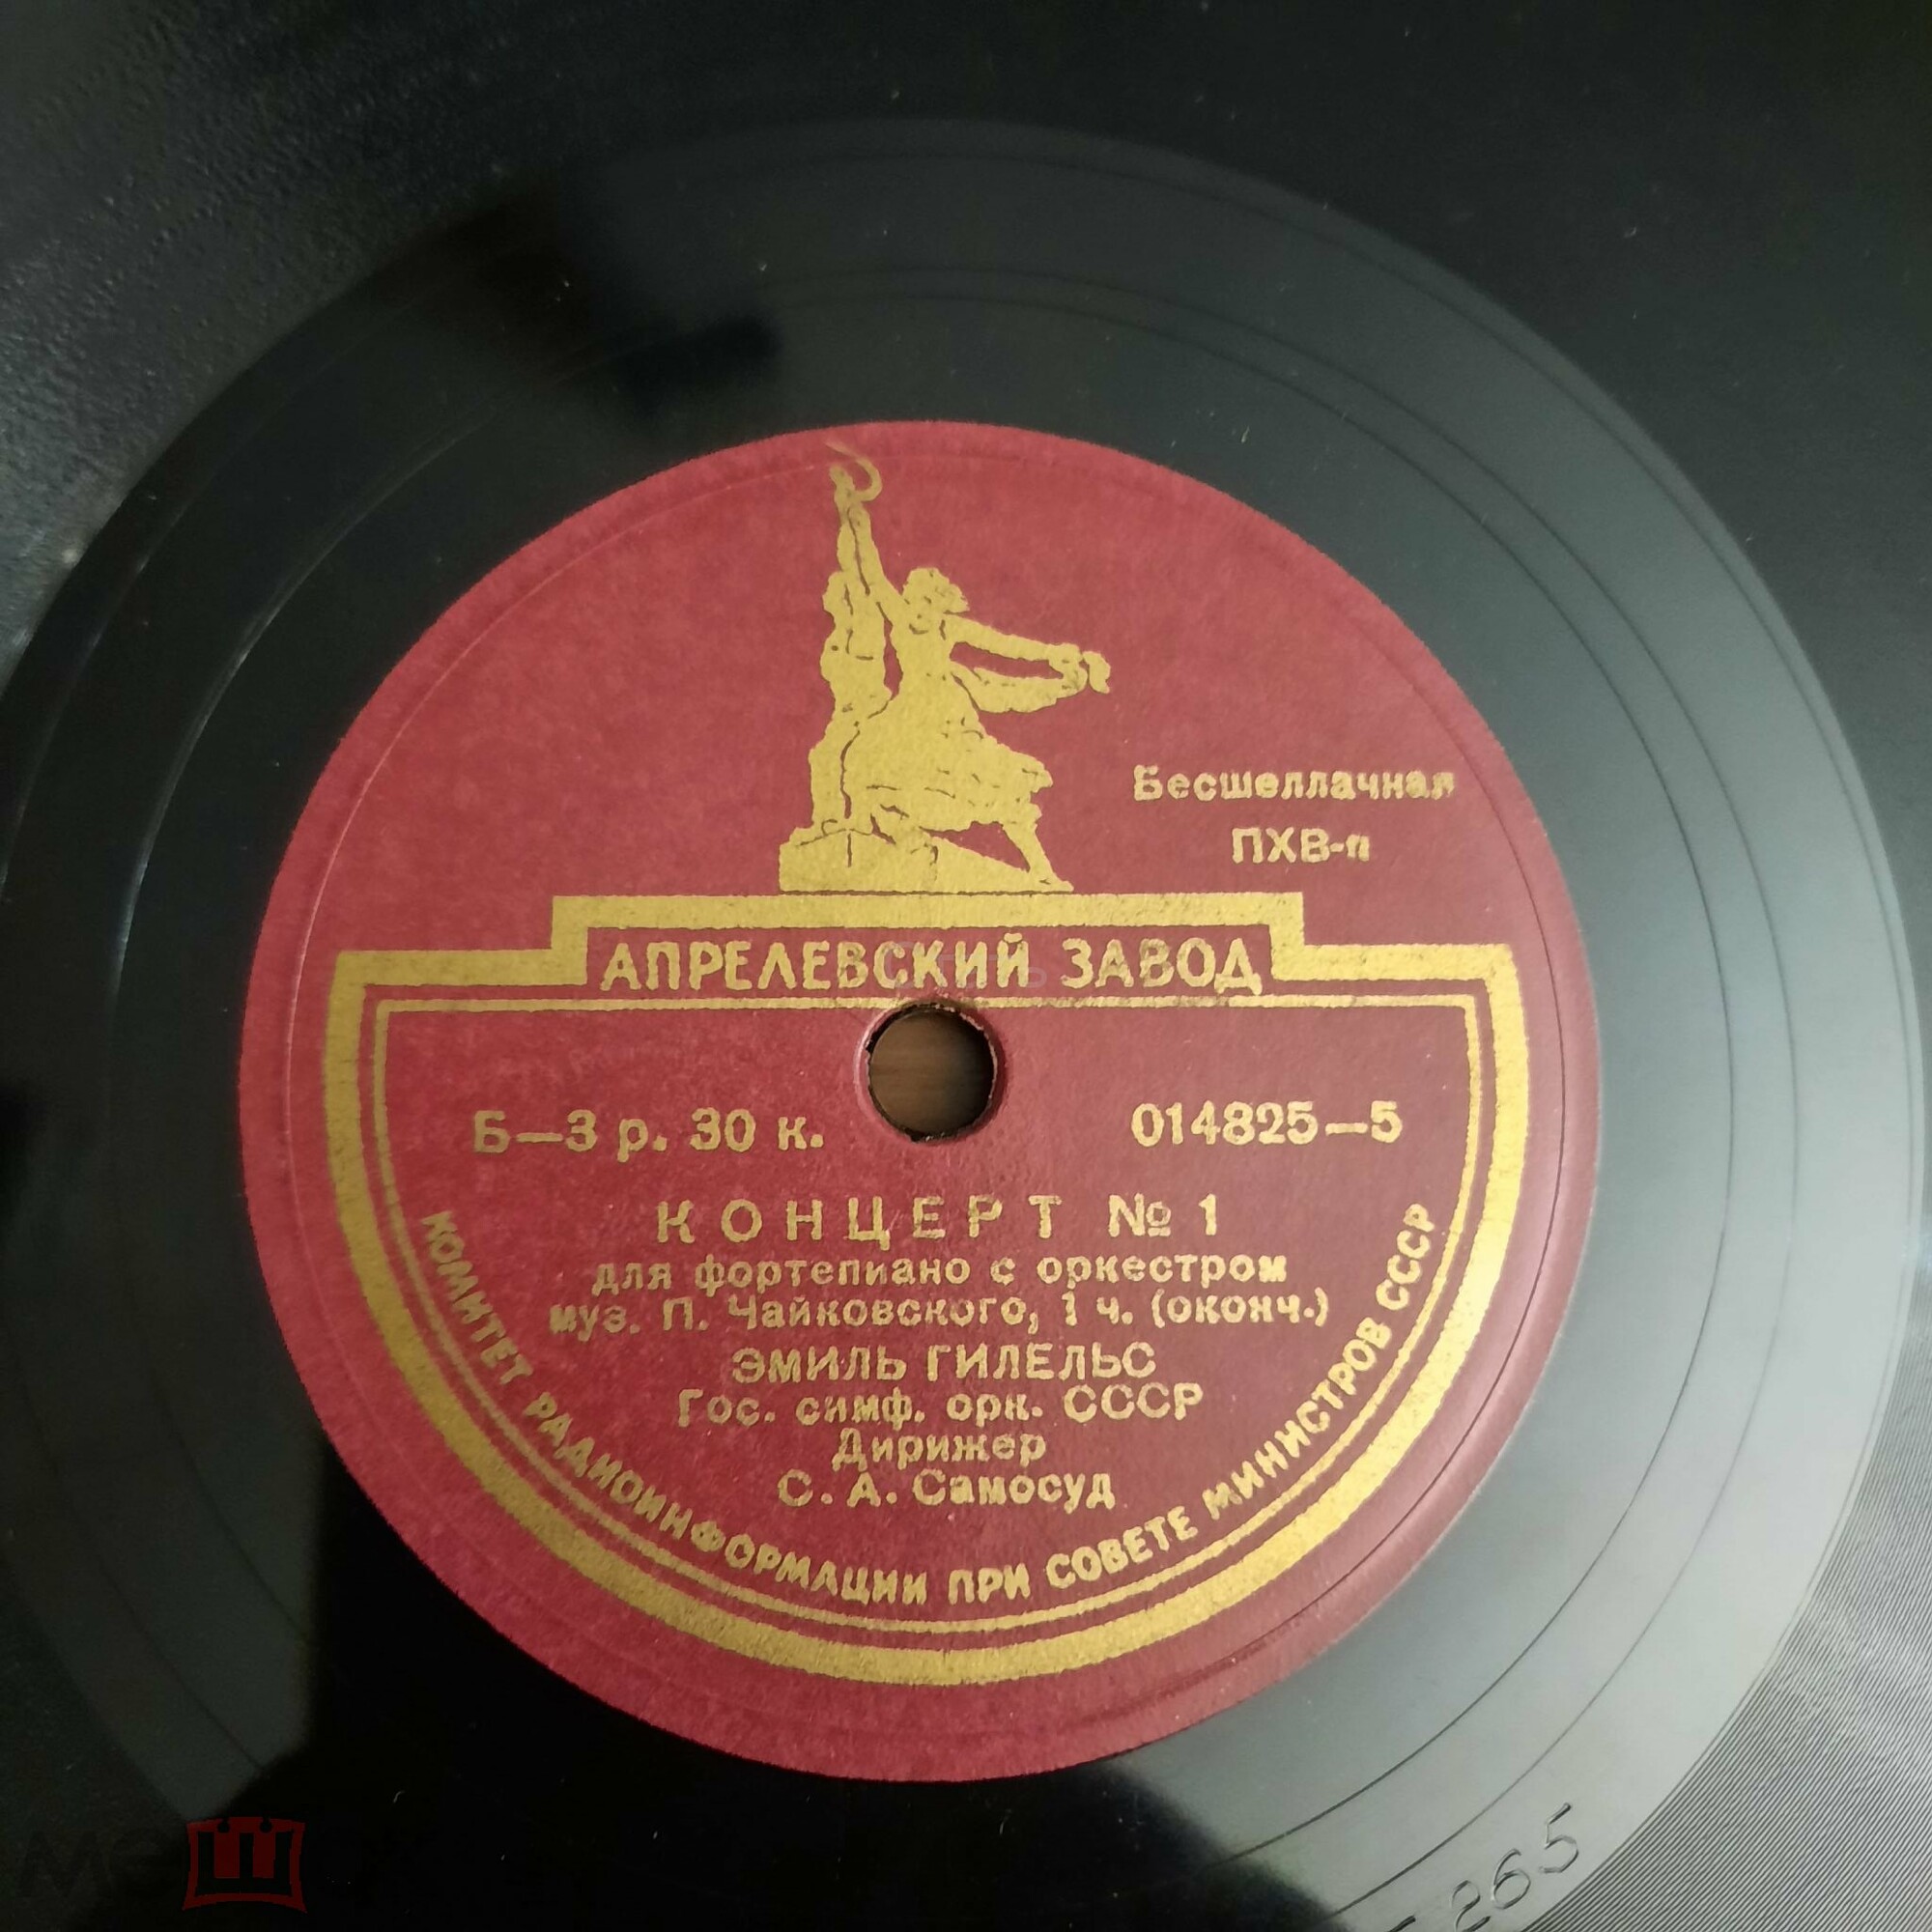 Бесшеллачная
ПХВ-п
АПРЕЛЕВСКИЙ ЗАВОД
Б—3 р. 30 к.
014825—5
КОНЦЕРТ № 1
для фортепиано с оркестром
муз. П. Чайковского, 1 ч. (оконч.)
ЭМИЛЬ ГИЛЕЛЬС
Гос. симф. орк. СССР
Дирижер
С. А. Самосуд
КОМИТЕТ РАДИОИНФОРМАЦИИ ПРИ СОВЕТЕ МИНИСТРОВ СССР
265